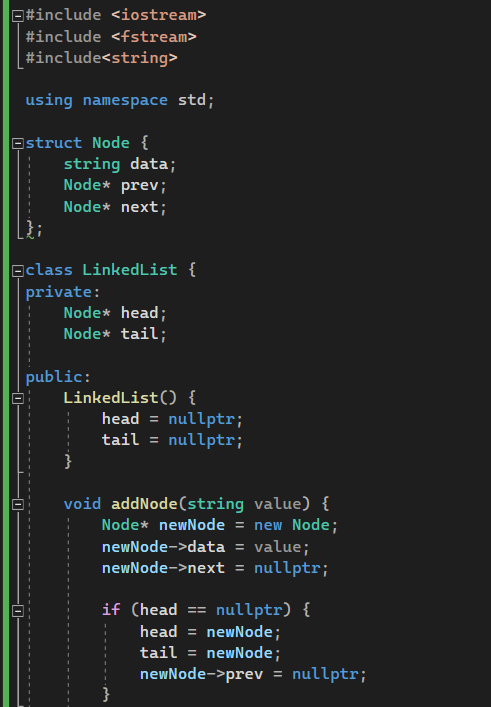 #include <iostream>
#include <fstream>
#include<string>
using namespace std;
struct Node {
string data;
Node* prev;
Node* next;
};
class LinkedList {
private:
Node* head;
Node* tail;
public:
LinkedList() {
head = nullptr;
tail = nullptr;
}
void addNode(string value) {
Node* newNode = new Node;
newNode->data = value;
newNode->next = nullptr;
if (head == nullptr) {
head = newNode;
tail = newNode;
newNode->prev = nullptr;
}